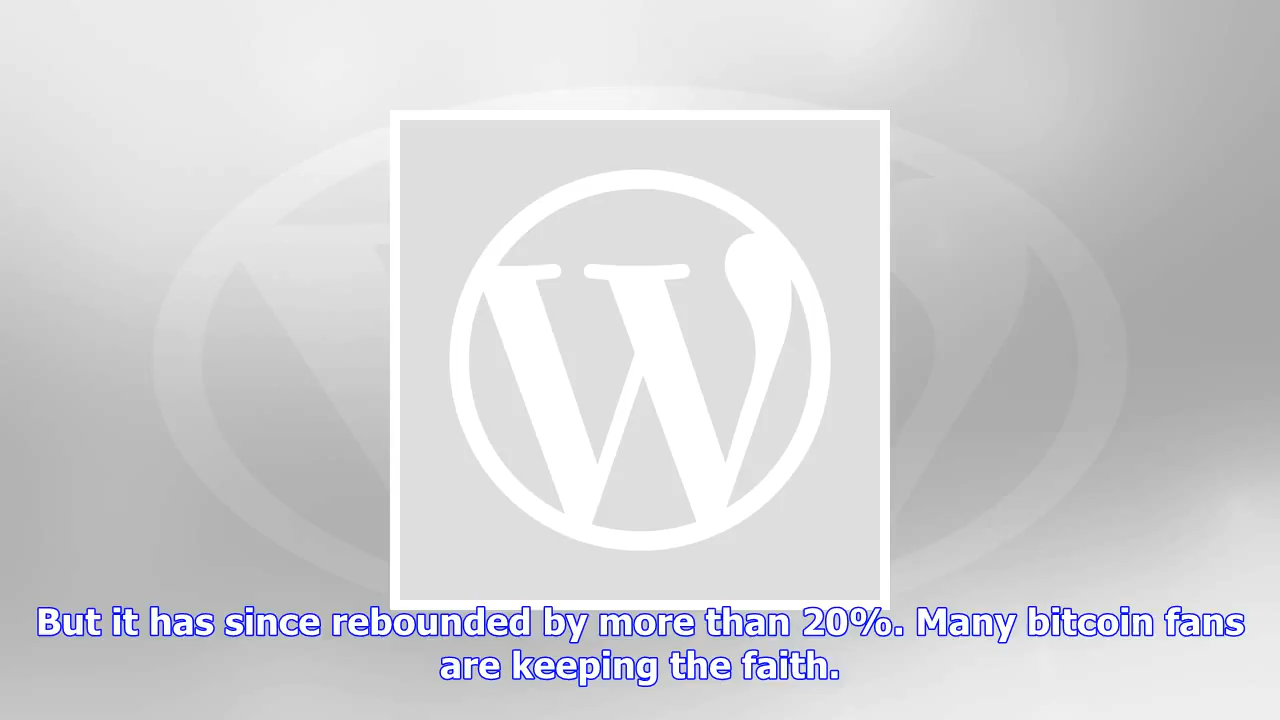 But it has since rebounded by more than 20%. Many bitcoin fans
are keeping the faith.